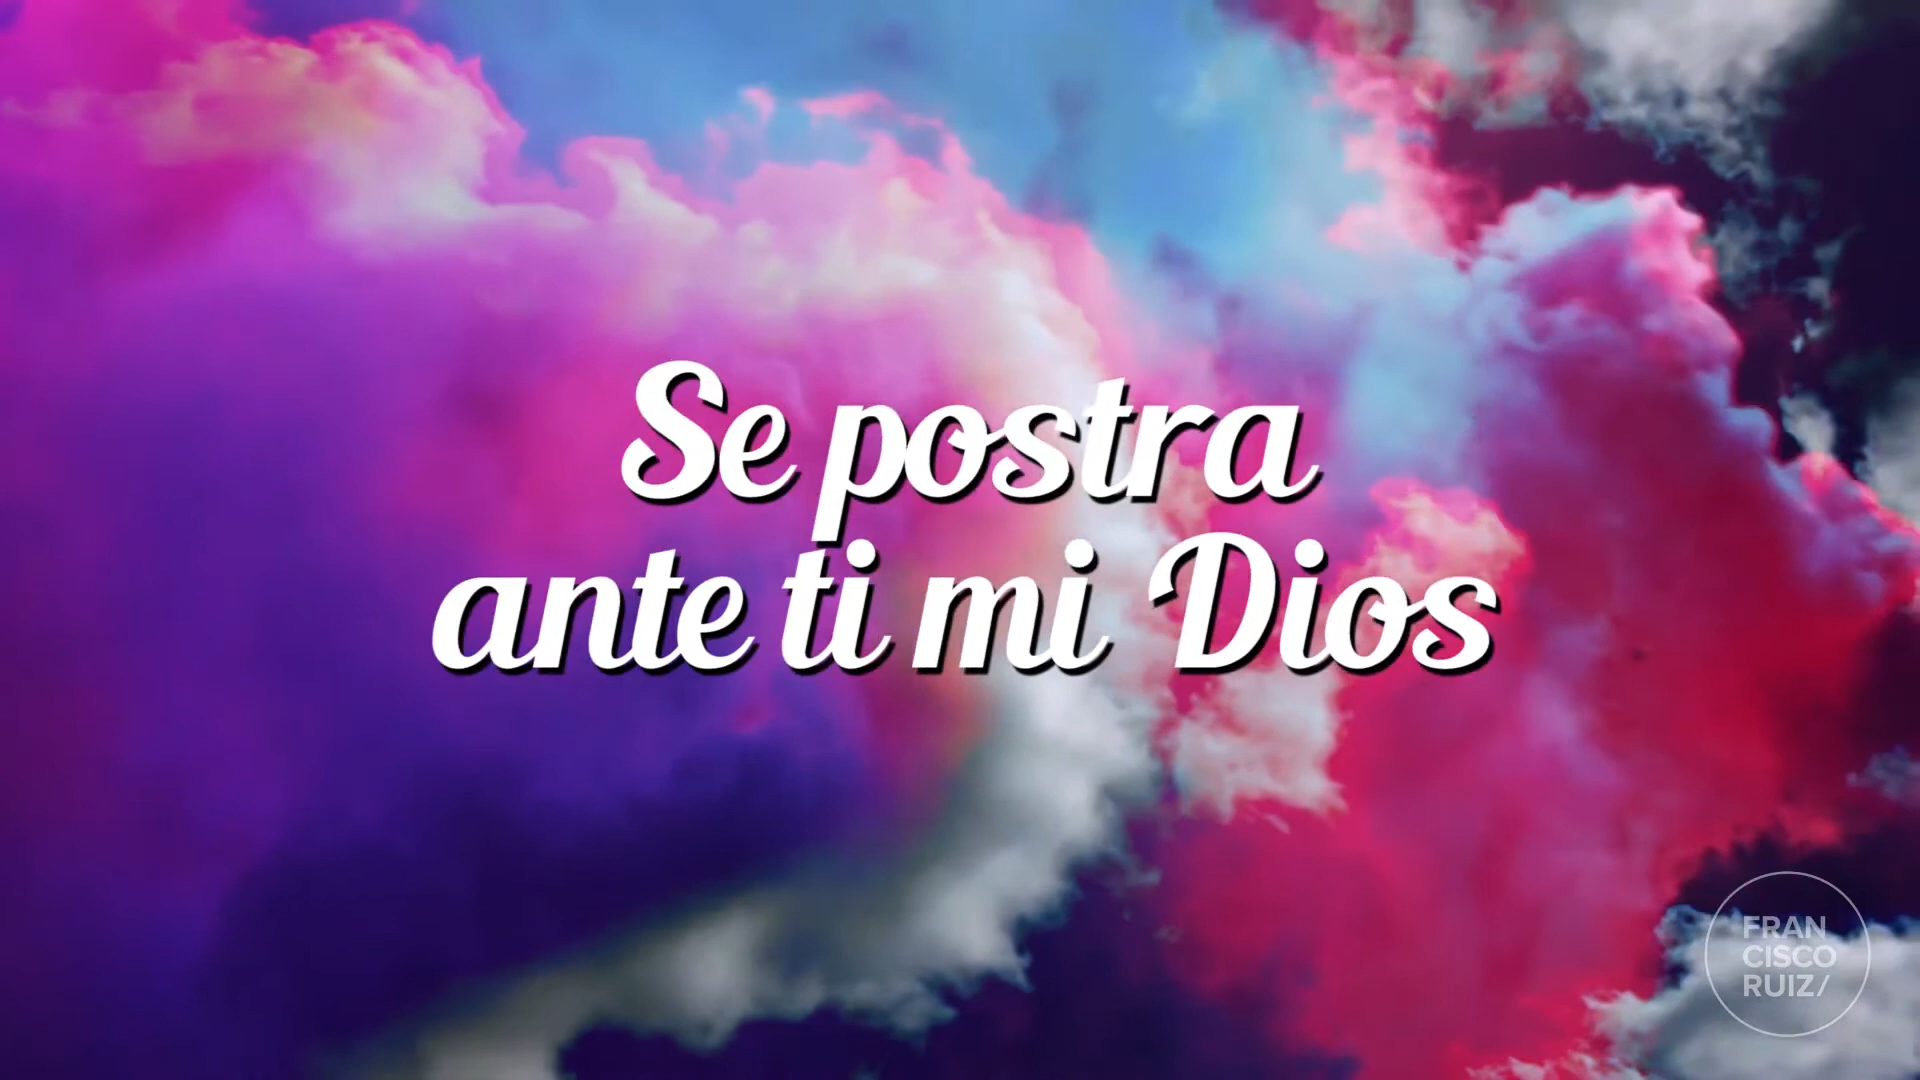 Se postra
ante ti mi Dios
FRAN
CISCO
RUIZ/